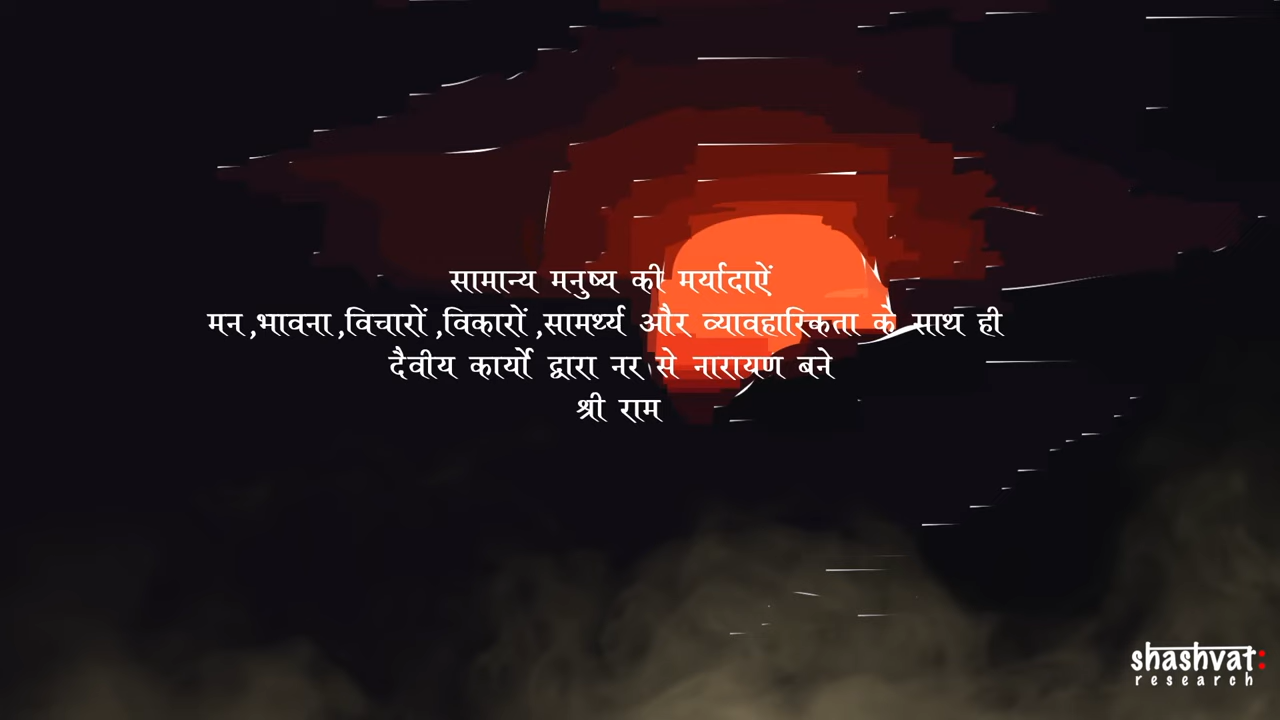 सामान्य मनुष्य की मर्यादाऐं
मन ,भावना ,विचारों ,विकारों ,सामर्थ्य और व्यावहारिकता के साथ ही
दैवीय कार्यो द्वारा नर से नारायण बने
श्री राम
shashvat:
research